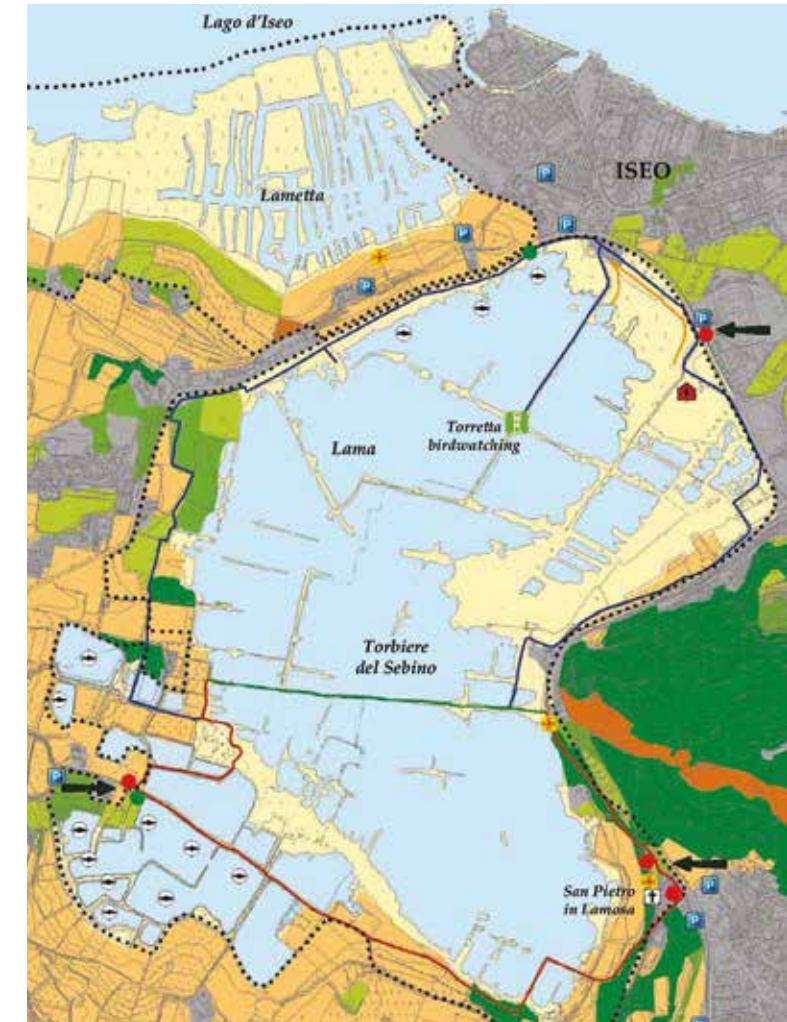 Lago d'Iseo
P
ISEO
Lametta
P
P
P
P
Torretta
birdwatching
Lama
Torbiere
del Sebino
P
San Pietro
in Lamosa
P
P
P